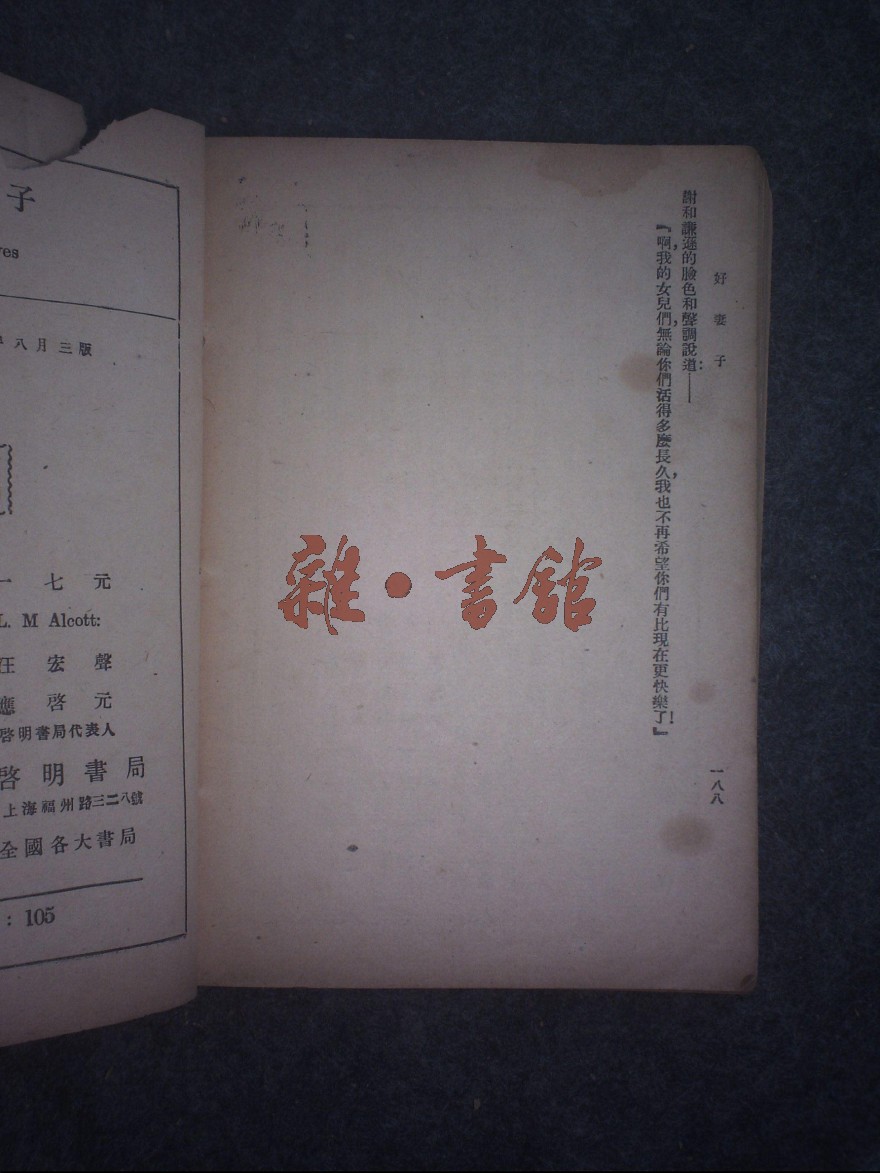 好妻子
謝和謙遜的臉色和聲調說道:——
『啊,我的女兒們,無論你們活得多麼長久,我也不再希望你們有比現在更快樂了!』
一八八
子
八月三版
七元
L. M Alcott:
汪宏聲
應啓元
啓明書局代表人
啓明書局
上海福州路三二八號
全國各大書局
: 105
雜·書館